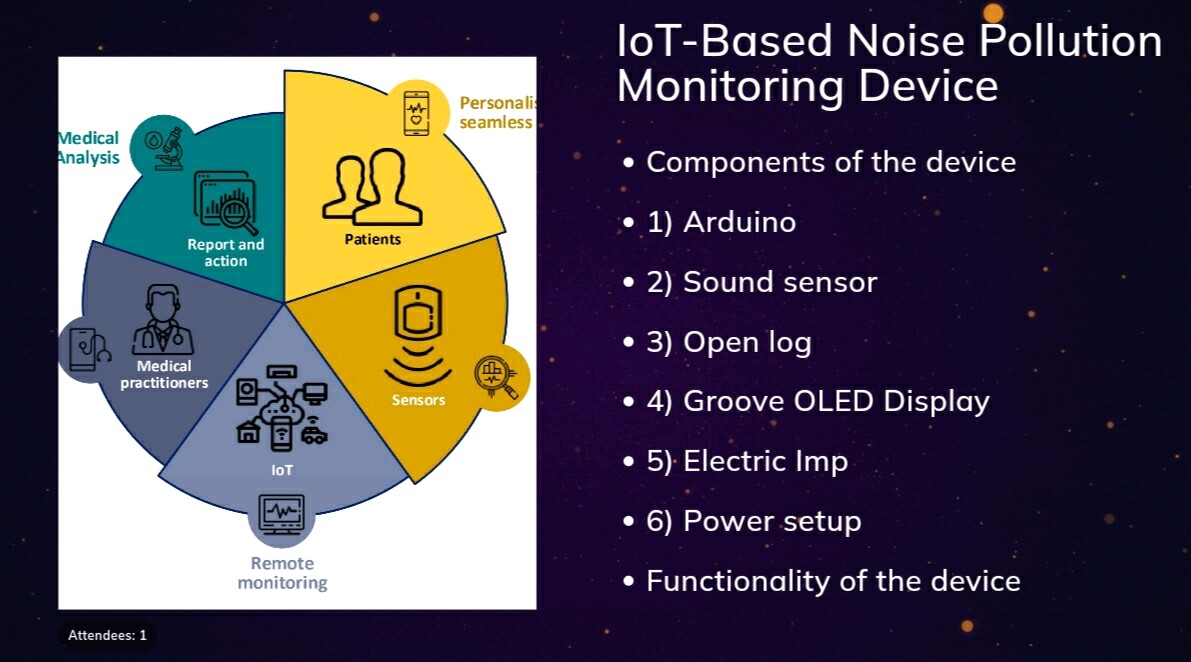 IoT-Based Noise Pollution
Monitoring Device
• Components of the device
• 1) Arduino
• 2) Sound sensor
• 3) Open log
• 4) Groove OLED Display
• 5) Electric Imp
• 6) Power setup
• Functionality of the device
Medical
Analysis
Report and
action
Personalis
seamless
Patients
Sensors
IoT
Remote
monitoring
Medical
practitioners
Attendees: 1